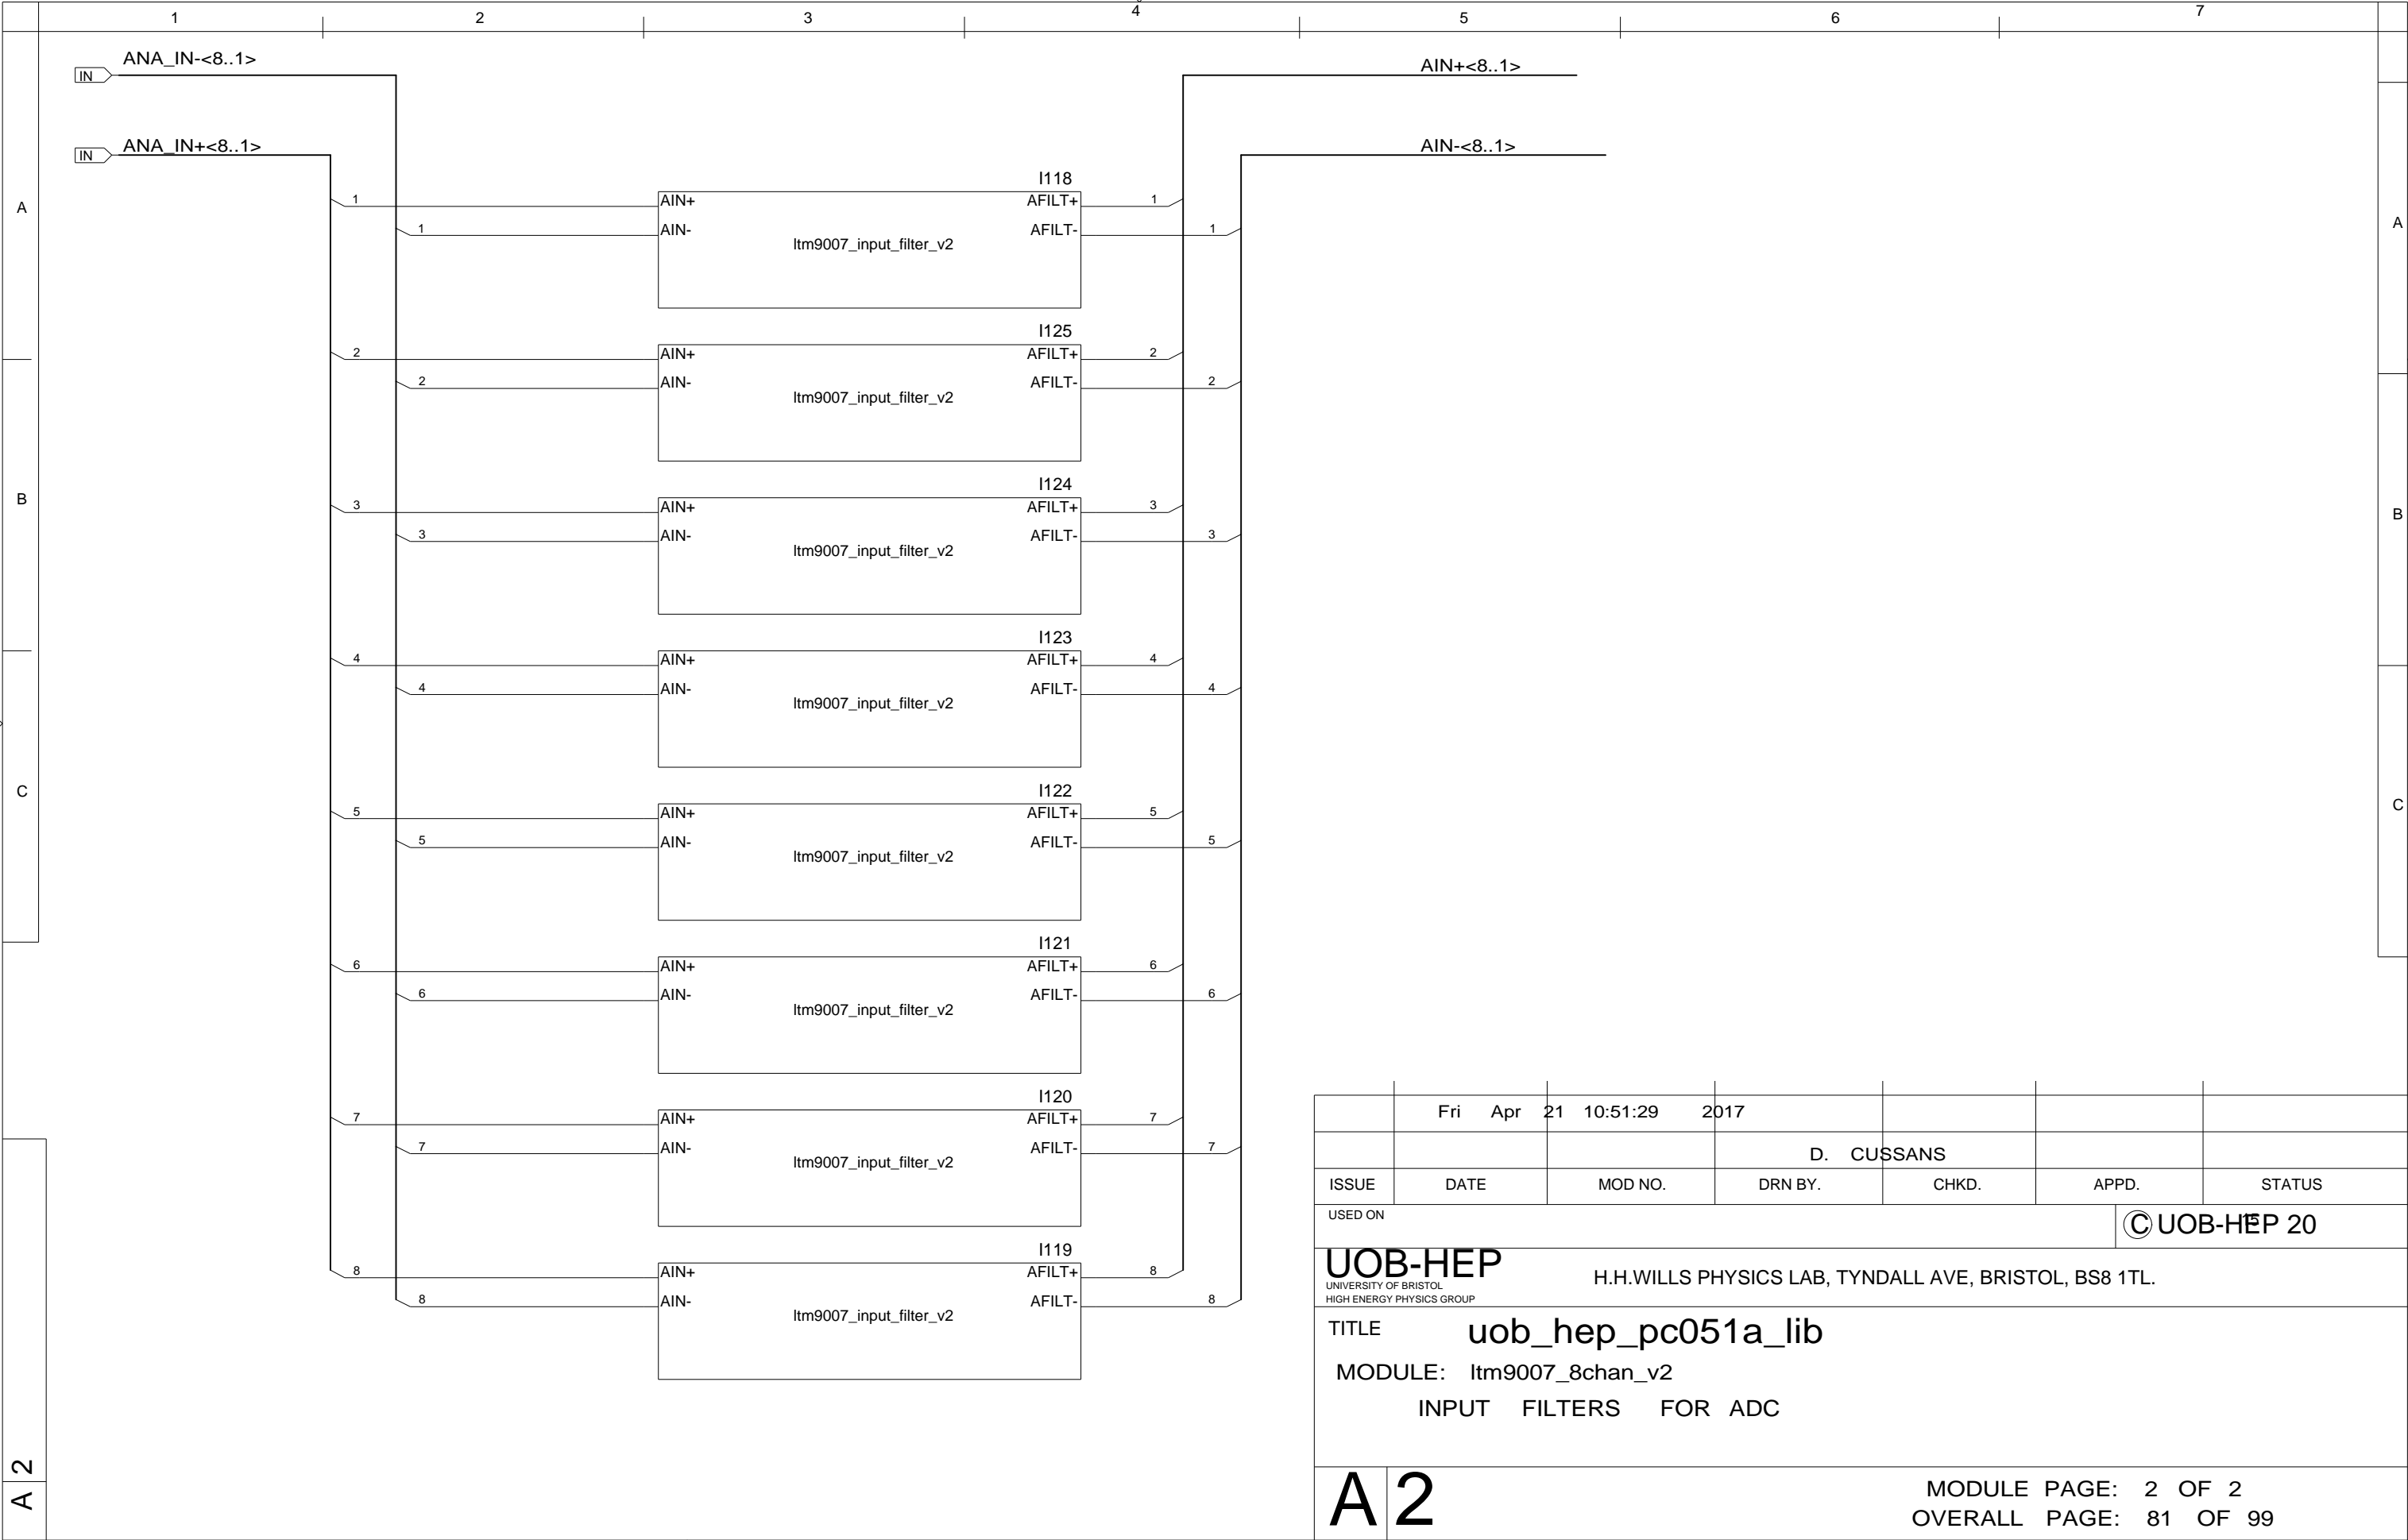 1 2 3 4 5 6 7
ANA_IN-<8..1>
IN
AIN+<8..1>
ANA_IN+<8..1>
IN
AIN-<8..1>
A
A
I118
1 AIN+ AFILT+ 1
1 AIN- AFILT- 1
ltm9007_input_filter_v2
I125
2 AIN+ AFILT+ 2
2 AIN- AFILT- 2
ltm9007_input_filter_v2
B
B
I124
3 AIN+ AFILT+ 3
3 AIN- AFILT- 3
ltm9007_input_filter_v2
I123
4 AIN+ AFILT+ 4
4 AIN- AFILT- 4
ltm9007_input_filter_v2
C
C
I122
5 AIN+ AFILT+ 5
5 AIN- AFILT- 5
ltm9007_input_filter_v2
I121
6 AIN+ AFILT+ 6
6 AIN- AFILT- 6
ltm9007_input_filter_v2
I120
7 AIN+ AFILT+ 7
7 AIN- AFILT- 7
ltm9007_input_filter_v2
I119
8 AIN+ AFILT+ 8
8 AIN- AFILT- 8
ltm9007_input_filter_v2
A 2
Fri Apr 21 10:51:29 2017
D. CUSSANS
ISSUE DATE MOD NO. DRN BY. CHKD. APPD. STATUS
USED ON
© UOB-HEP 20
15
UOB-HEP
UNIVERSITY OF BRISTOL
HIGH ENERGY PHYSICS GROUP
H.H.WILLS PHYSICS LAB, TYNDALL AVE, BRISTOL, BS8 1TL.
TITLE uob_hep_pc051a_lib
MODULE: ltm9007_8chan_v2
INPUT FILTERS FOR ADC
A 2
MODULE PAGE: 2 OF 2
OVERALL PAGE: 81 OF 99